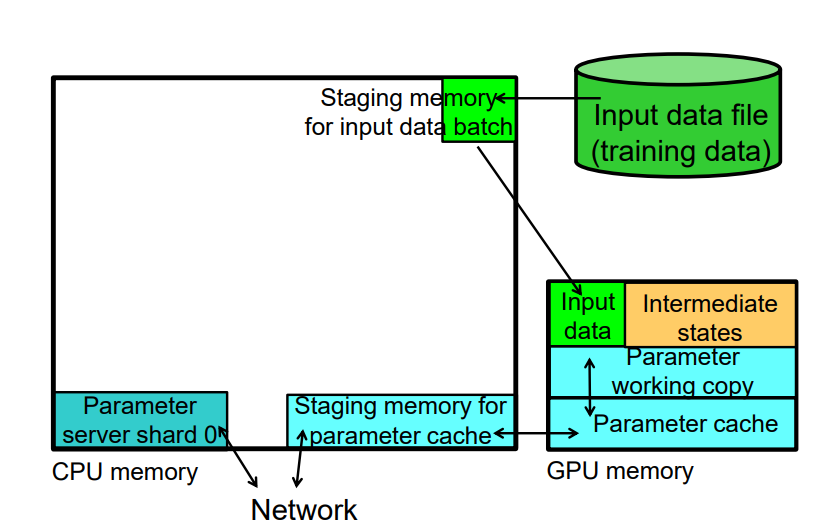 Staging memory
for input data batch
Input data file
(training data)
Input
data
Intermediate
states
Parameter
working copy
Parameter cache
Parameter
server shard 0
Staging memory for
parameter cache
CPU memory
GPU memory
Network